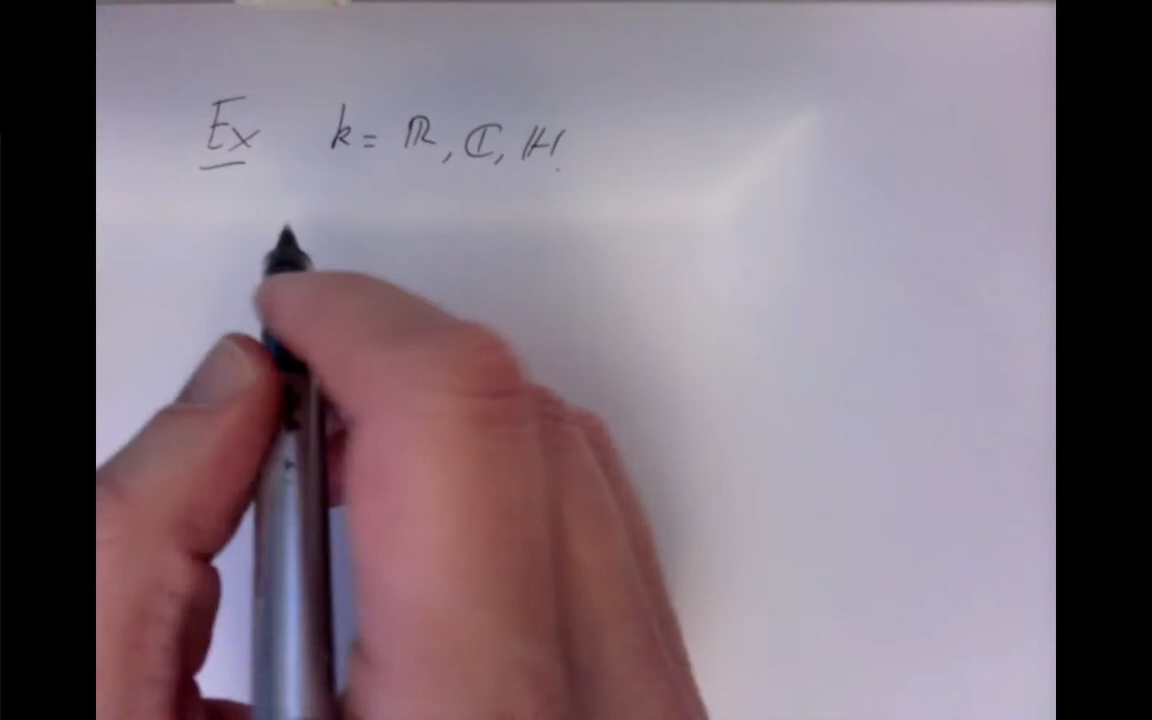 Ex k = ℝ, ℂ, ℍ.